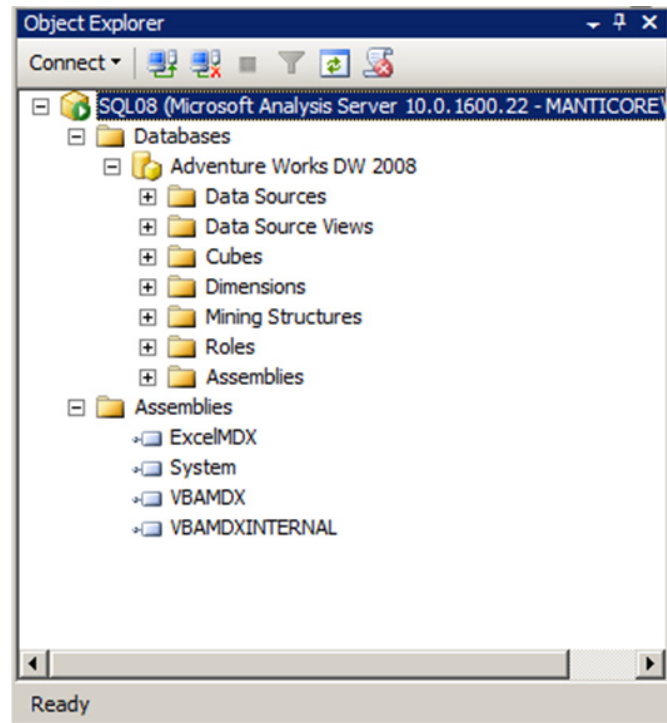 Object Explorer
Connect
SQL08 (Microsoft Analysis Server 10.0.1600.22 - MANTICORE\
Databases
Adventure Works DW 2008
Data Sources
Data Source Views
Cubes
Dimensions
Mining Structures
Roles
Assemblies
Assemblies
ExcelMDX
System
VBAMDX
VBAMDXINTERNAL
Ready